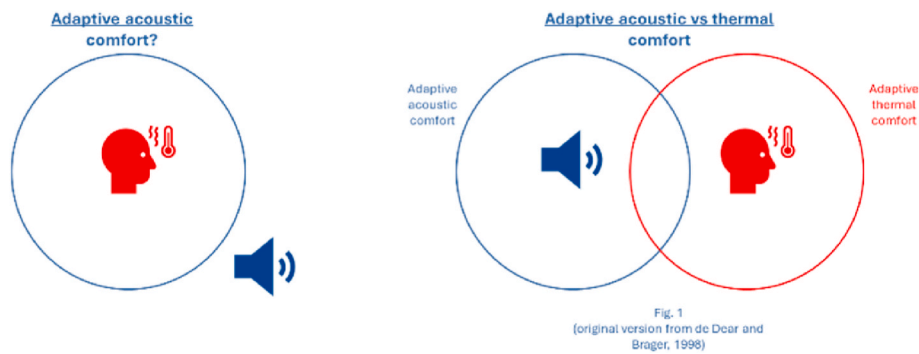 Adaptive acoustic
comfort?
Adaptive acoustic vs thermal
comfort
Adaptive
acoustic
comfort
Adaptive
thermal
comfort
Fig. 1
(original version from de Dear and
Brager, 1998)